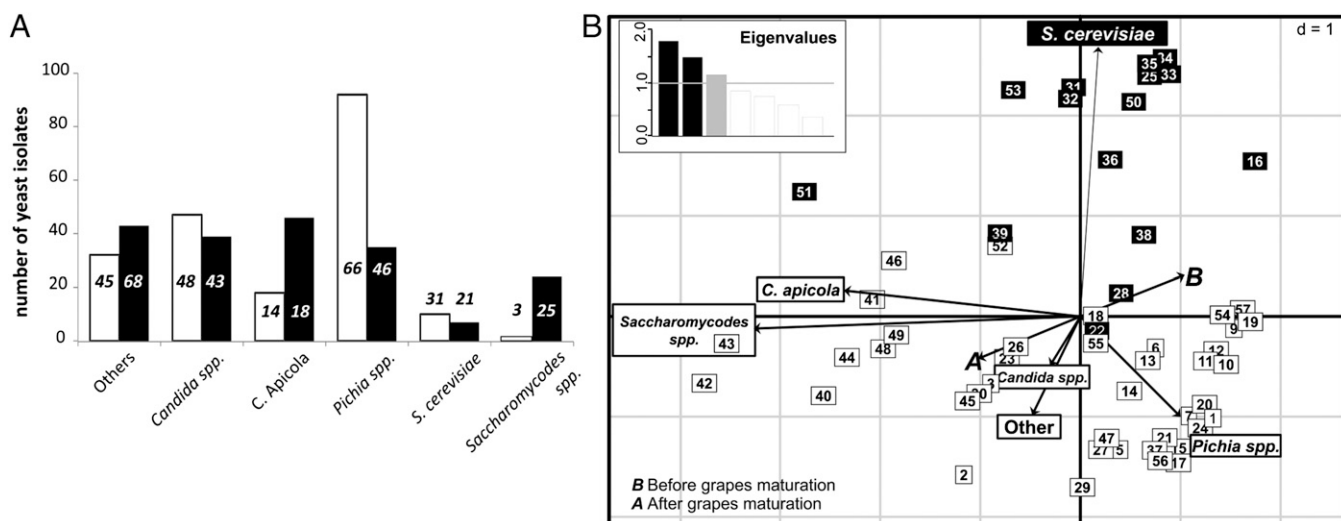 A
number of yeast isolates
100
80
60
40
20
0
45 68 48 43 14 18 66 46 31 21 3 25
Others
Candida spp.
C. Apicola
Pichia spp.
S. cerevisiae
Saccharomycodes spp.
B
Eigenvalues
2.0
1.0
0.0
S. cerevisiae
d = 1
35 34
25 33
53 31
32 50
36 16
51
39 38
52
46
B
C. apicola
28
41
Saccharomycodes
spp.
18 54 57
9 19
22
43 49 55
48 26 6 12
44 A 23 13 11 10
42 3 Candida spp.
14
40 45
20
7 1
Other
24
47 21
27 5 37 Pichia spp.
56 17
2
29
B Before grapes maturation
A After grapes maturation